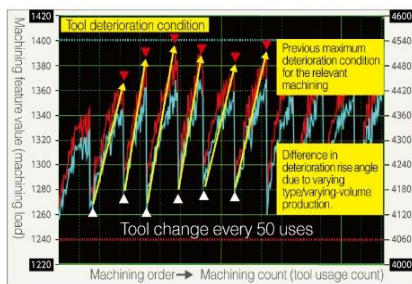 Tool deterioration condition
Previous maximum
deterioration condition
for the relevant
machining
Difference in
deterioration rise angle
due to varying
type/varying-volume
production.
Tool change every 50 uses
Machining feature value (machining load)
1420
1400
1380
1360
1340
1320
1300
1280
1260
1240
1220
4600
4540
4480
4420
4360
4300
4240
4180
4120
4060
4000
Machining order → Machining count (tool usage count)